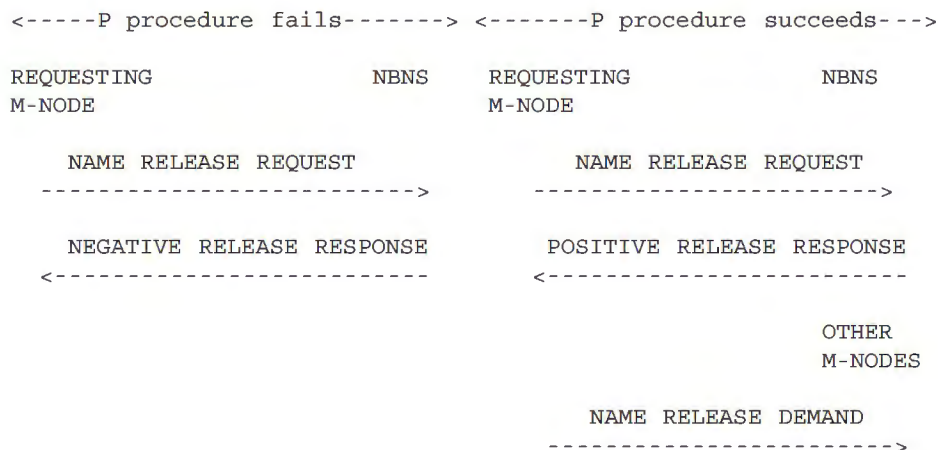 <-----P procedure fails-------> <-------P procedure succeeds--->
REQUESTING                NBNS    REQUESTING                NBNS
M-NODE                            M-NODE
NAME RELEASE REQUEST                NAME RELEASE REQUEST
-------------------------->        ------------------------>
NEGATIVE RELEASE RESPONSE         POSITIVE RELEASE RESPONSE
<--------------------------        <-------------------------
OTHER
M-NODES
NAME RELEASE DEMAND
------------------------>